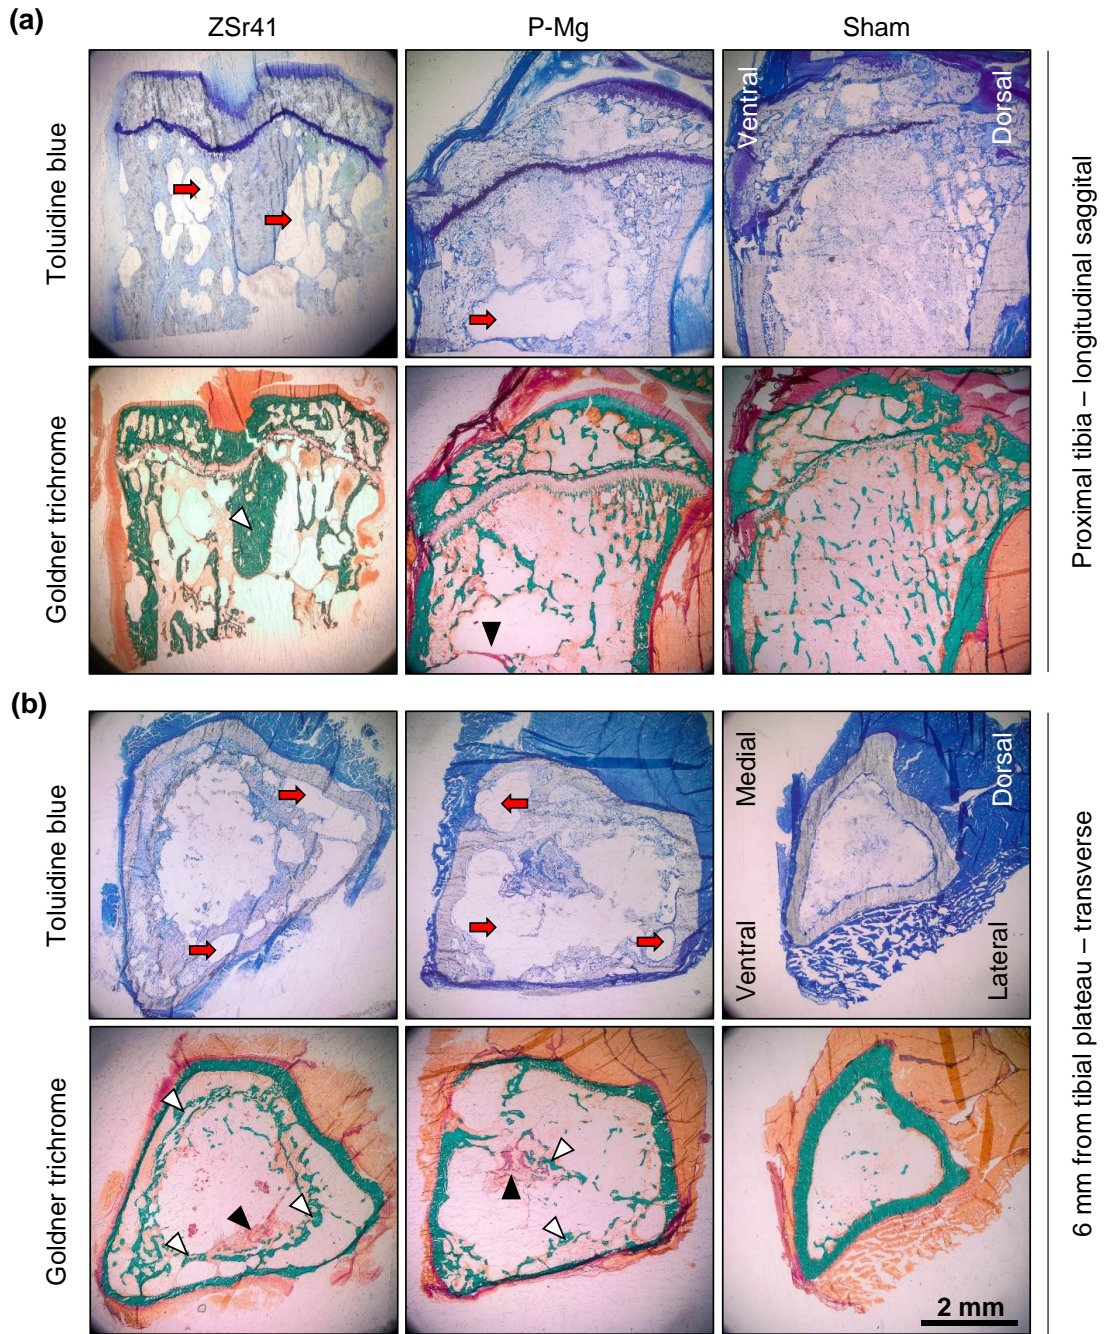 (a)
ZSr41
P-Mg
Sham
Toluidine blue
Ventral
Dorsal
Goldner trichrome
Proximal tibia – longitudinal saggital
(b)
Toluidine blue
Medial
Dorsal
Ventral
Lateral
Goldner trichrome
6 mm from tibial plateau – transverse
2 mm